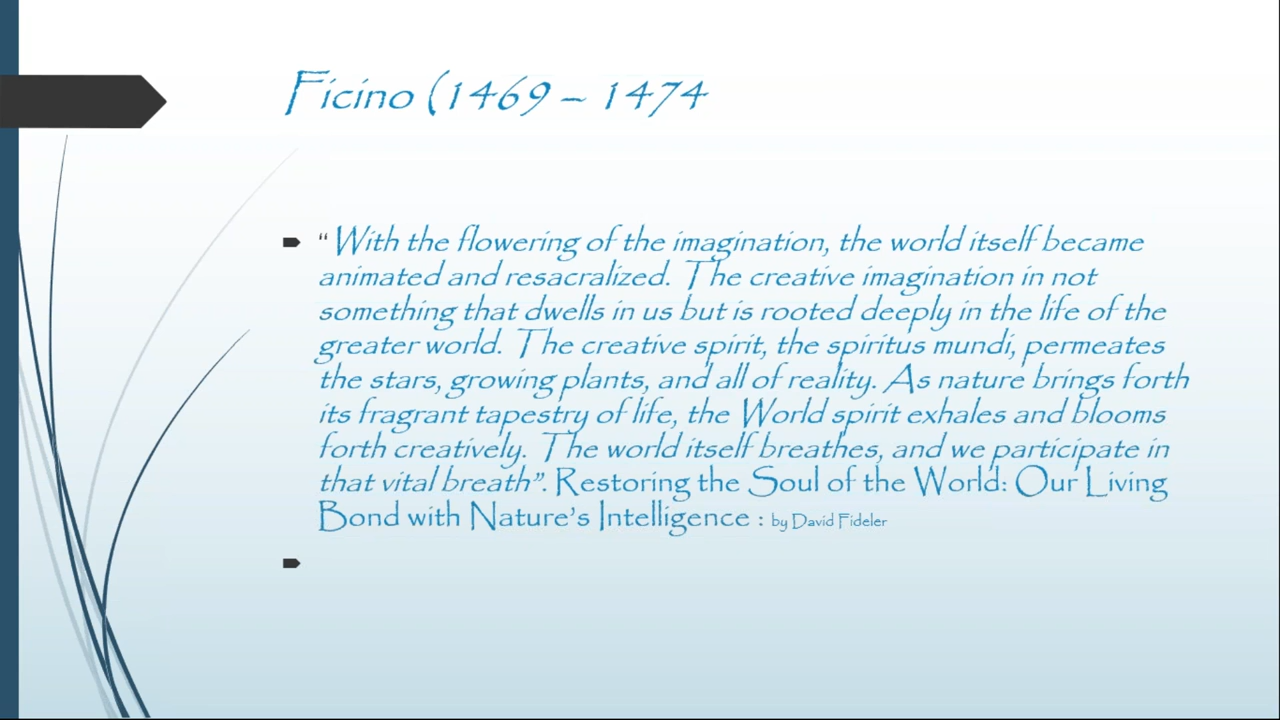 Ficino (1469 – 1474
“ With the flowering of the imagination, the world itself became
animated and resacralized. The creative imagination in not
something that dwells in us but is rooted deeply in the life of the
greater world. The creative spirit, the spiritus mundi, permeates
the stars, growing plants, and all of reality. As nature brings forth
its fragrant tapestry of life, the World spirit exhales and blooms
forth creatively. The world itself breathes, and we participate in
that vital breath”. Restoring the Soul of the World: Our Living
Bond with Nature’s Intelligence : by David Fideler